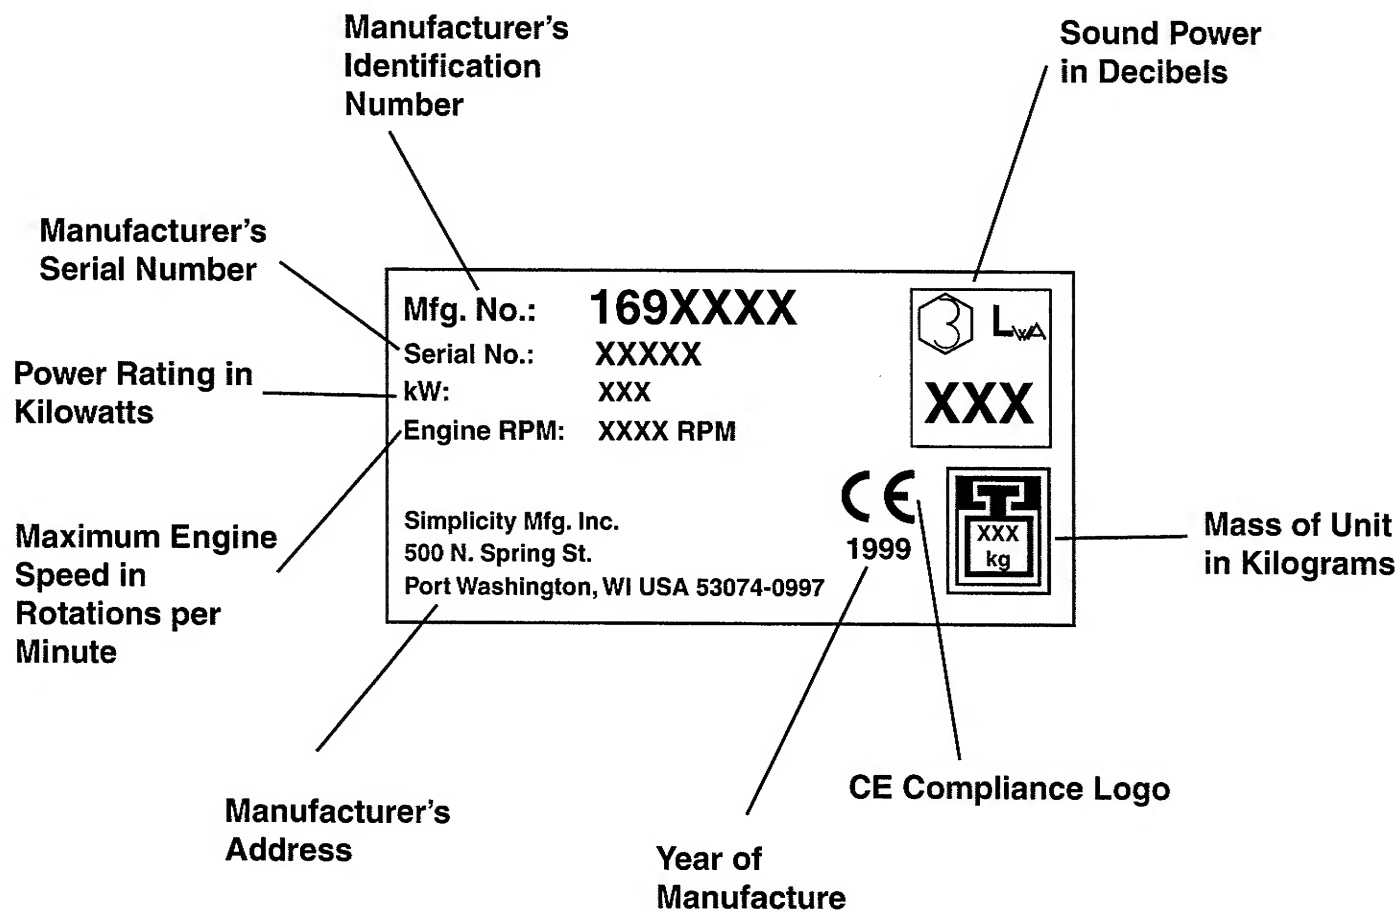 Manufacturer's
Identification
Number
Sound Power
in Decibels
Manufacturer's
Serial Number
Power Rating in
Kilowatts
Maximum Engine
Speed in
Rotations per
Minute
Mfg. No.: 169XXXX
Serial No.: XXXXX
kW: XXX
Engine RPM: XXXX RPM
Simplicity Mfg. Inc.
500 N. Spring St.
Port Washington, WI USA 53074-0997
3 LWA
XXX
CE
1999
XXX
kg
Mass of Unit
in Kilograms
CE Compliance Logo
Manufacturer's
Address
Year of
Manufacture